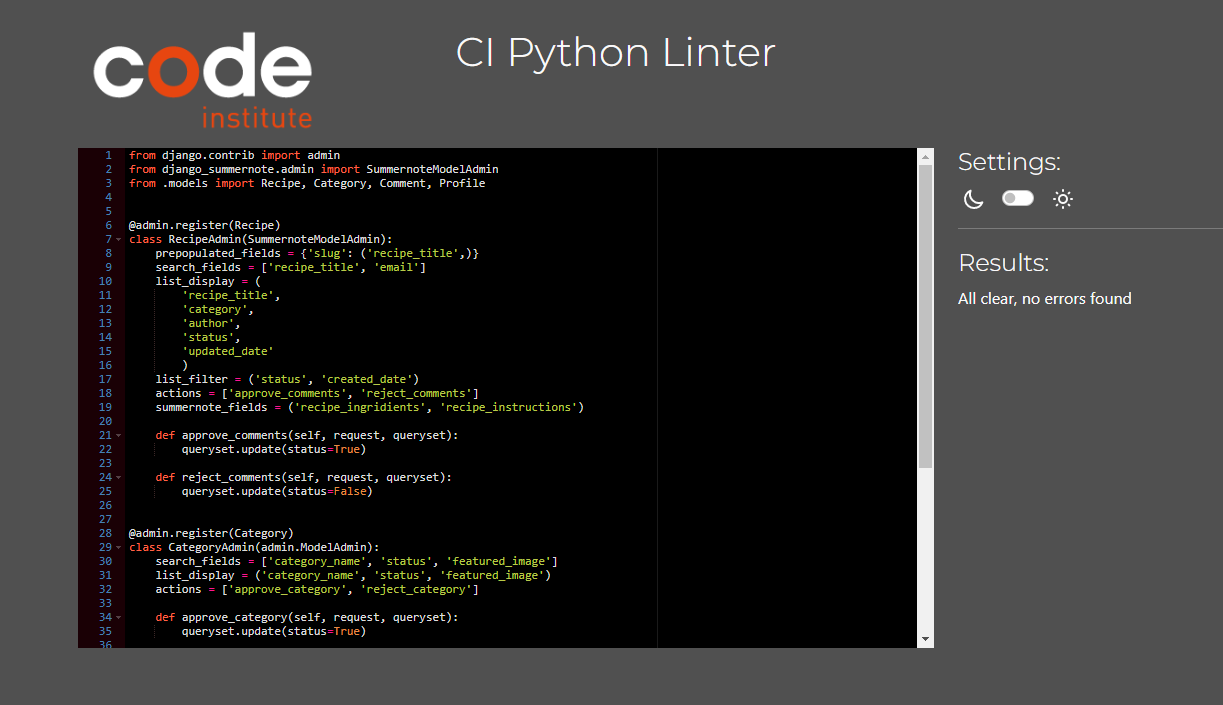 code
institute
CI Python Linter
1 from django.contrib import admin
2 from django_summernote.admin import SummernoteModelAdmin
3 from .models import Recipe, Category, Comment, Profile
4
5
6 @admin.register(Recipe)
7 class RecipeAdmin(SummernoteModelAdmin):
8     prepopulated_fields = {'slug': ('recipe_title',)}
9     search_fields = ['recipe_title', 'email']
10     list_display = (
11         'recipe_title',
12         'category',
13         'author',
14         'status',
15         'updated_date'
16         )
17     list_filter = ('status', 'created_date')
18     actions = ['approve_comments', 'reject_comments']
19     summernote_fields = ('recipe_ingridients', 'recipe_instructions')
20
21     def approve_comments(self, request, queryset):
22         queryset.update(status=True)
23
24     def reject_comments(self, request, queryset):
25         queryset.update(status=False)
26
27
28 @admin.register(Category)
29 class CategoryAdmin(admin.ModelAdmin):
30     search_fields = ['category_name', 'status', 'featured_image']
31     list_display = ('category_name', 'status', 'featured_image')
32     actions = ['approve_category', 'reject_category']
33
34     def approve_category(self, request, queryset):
35         queryset.update(status=True)
36
Settings:
Results:
All clear, no errors found